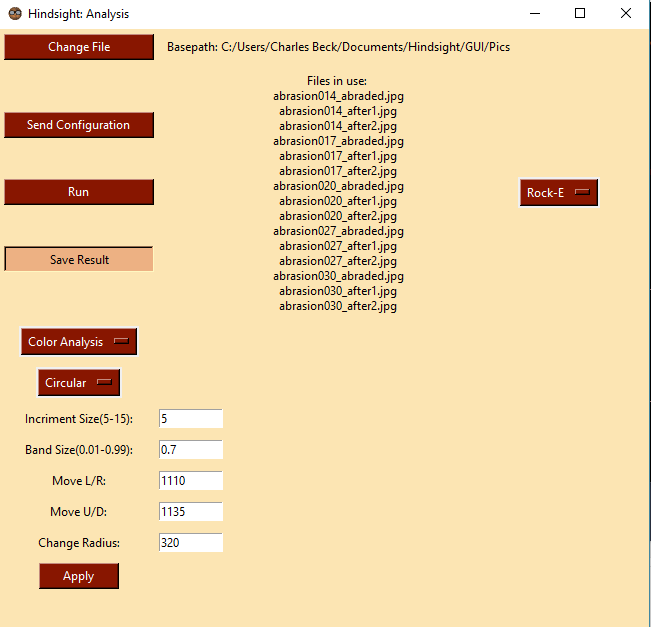 Hindsight: Analysis
Change File
Basepath: C:/Users/Charles Beck/Documents/Hindsight/GUI/Pics
Files in use:
abrasion014_abraded.jpg
abrasion014_after1.jpg
Send Configuration
abrasion014_after2.jpg
abrasion017_abraded.jpg
abrasion017_after1.jpg
abrasion017_after2.jpg
Run
abrasion020_abraded.jpg
Rock-E
abrasion020_after1.jpg
abrasion020_after2.jpg
abrasion027_abraded.jpg
abrasion027_after1.jpg
Save Result
abrasion027_after2.jpg
abrasion030_abraded.jpg
abrasion030_after1.jpg
abrasion030_after2.jpg
Color Analysis
Circular
Incriment Size(5-15): 5
Band Size(0.01-0.99): 0.7
Move L/R: 1110
Move U/D: 1135
Change Radius: 320
Apply